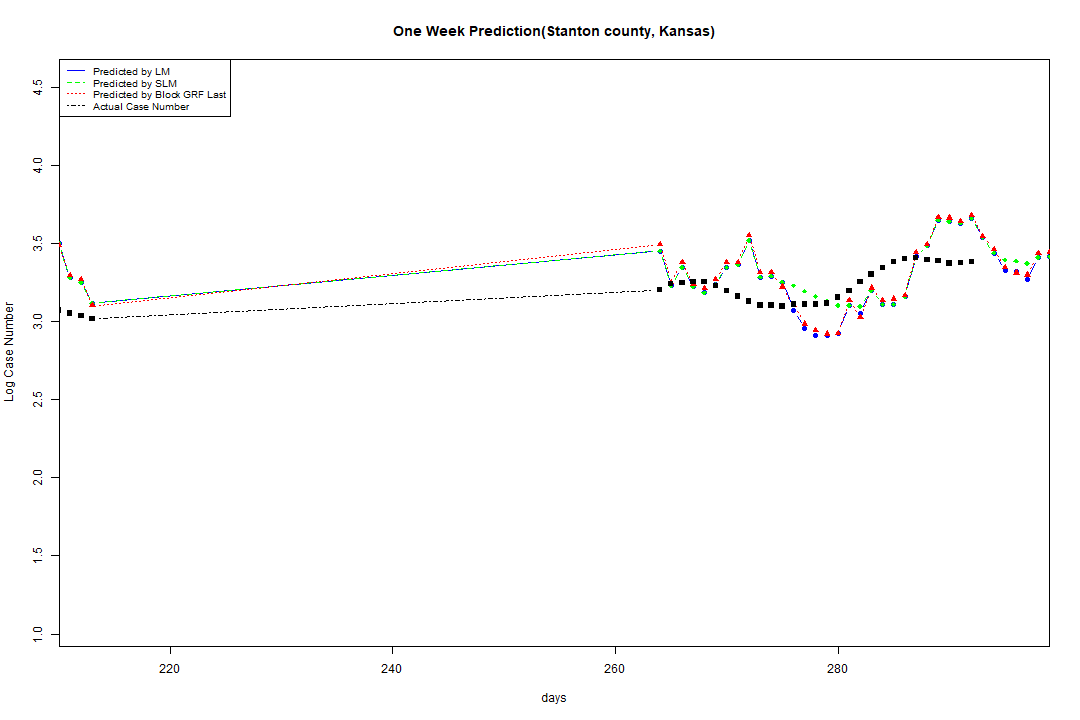 One Week Prediction(Stanton county, Kansas)
Predicted by LM
Predicted by SLM
Predicted by Block GRF Last
Actual Case Number
4.5
4.0
3.5
3.0
2.5
2.0
1.5
1.0
Log Case Number
220 240 260 280
days